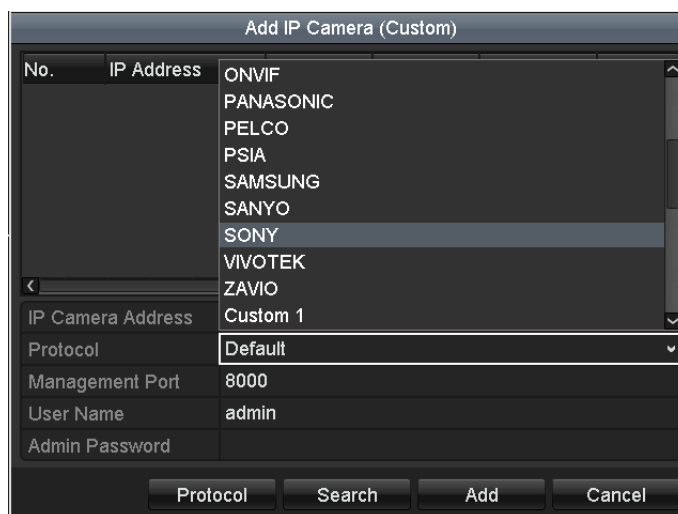 Add IP Camera (Custom)
No. IP Address
ONVIF
PANASONIC
PELCO
PSIA
SAMSUNG
SANYO
SONY
VIVOTEK
ZAVIO
Custom 1
IP Camera Address
Protocol Default
Management Port 8000
User Name admin
Admin Password
Protocol Search Add Cancel